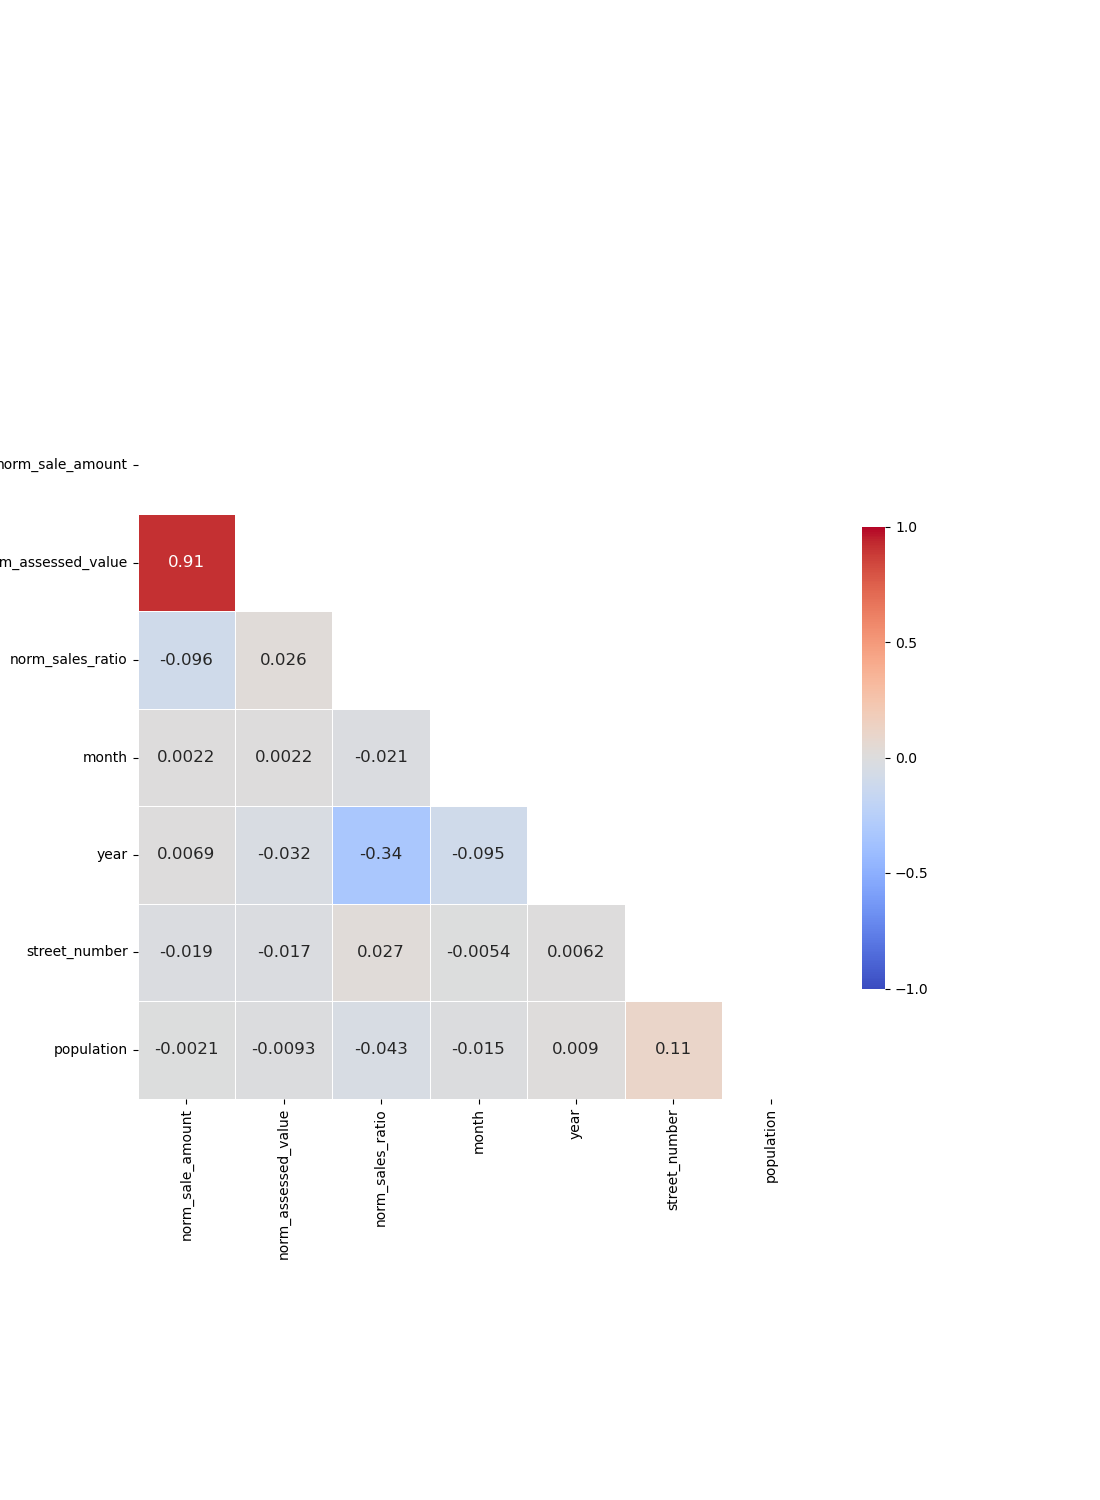 norm_sale_amount
m_assessed_value 0.91
norm_sales_ratio -0.096 0.026
month 0.0022 0.0022 -0.021
year 0.0069 -0.032 -0.34 -0.095
street_number -0.019 -0.017 0.027 -0.0054 0.0062
population -0.0021 -0.0093 -0.043 -0.015 0.009 0.11
norm_sale_amount
norm_assessed_value
norm_sales_ratio
month
year
street_number
population
1.0
0.5
0.0
−0.5
−1.0